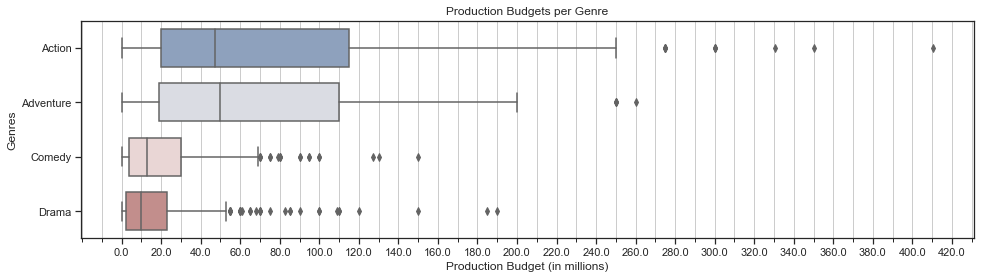 Production Budgets per Genre
Genres
Action
Adventure
Comedy
Drama
0.0 20.0 40.0 60.0 80.0 100.0 120.0 140.0 160.0 180.0 200.0 220.0 240.0 260.0 280.0 300.0 320.0 340.0 360.0 380.0 400.0 420.0
Production Budget (in millions)